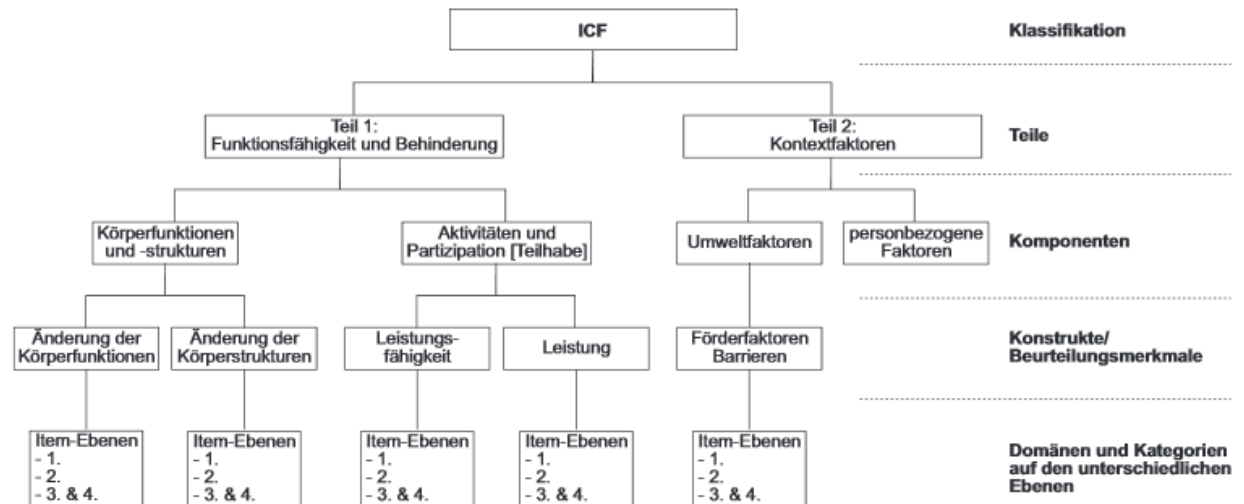 ICF
Klassifikation
Teil 1:
Funktionsfähigkeit und Behinderung
Teil 2:
Kontextfaktoren
Teile
Körperfunktionen
und -strukturen
Aktivitäten und
Partizipation [Teilhabe]
Umweltfaktoren
personbezogene
Faktoren
Komponenten
Änderung der
Körperfunktionen
Änderung der
Körperstrukturen
Leistungs-
fähigkeit
Leistung
Förderfaktoren
Barrieren
Konstrukte/
Beurteilungsmerkmale
Item-Ebenen
- 1.
- 2.
- 3. & 4.
Item-Ebenen
- 1.
- 2.
- 3. & 4.
Item-Ebenen
- 1.
- 2.
- 3. & 4.
Item-Ebenen
- 1.
- 2.
- 3. & 4.
Item-Ebenen
- 1.
- 2.
- 3. & 4.
Domänen und Kategorien
auf den unterschiedlichen
Ebenen